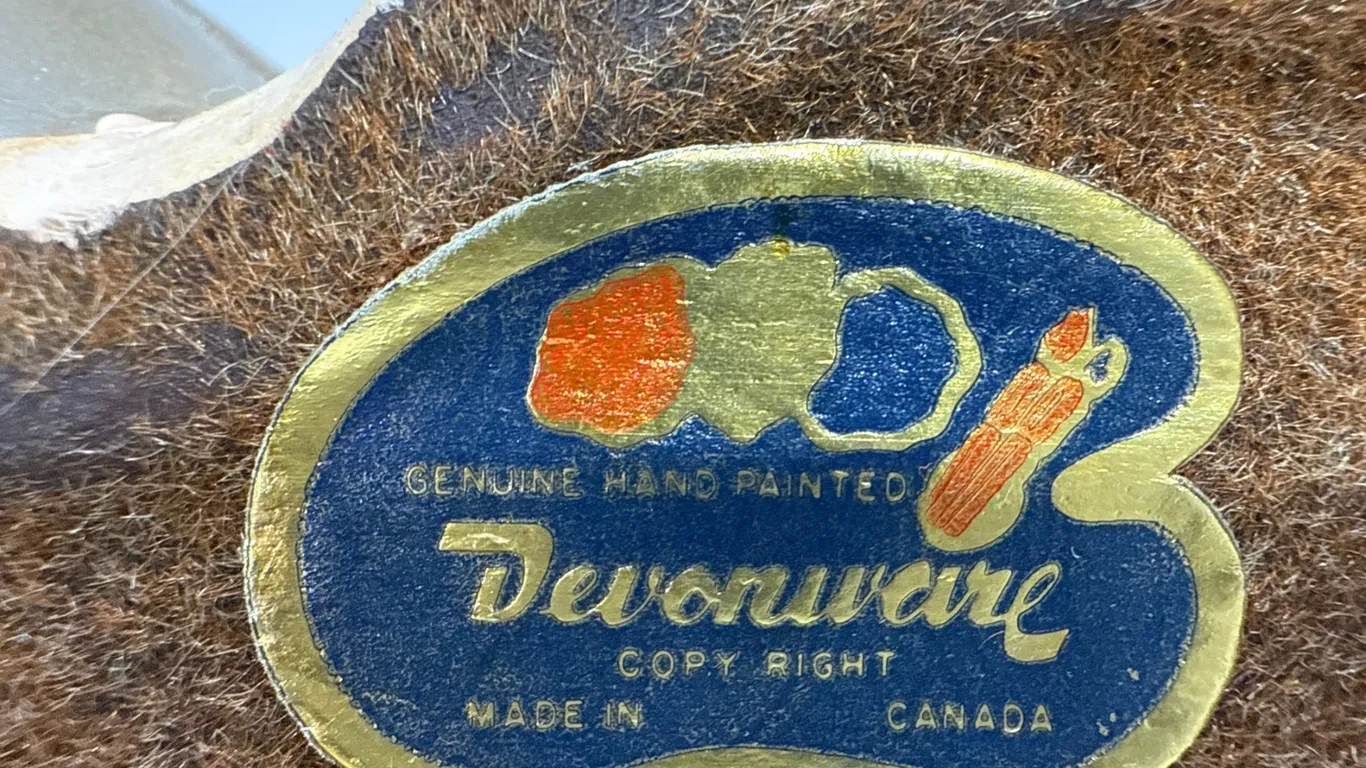 GENUINE HAND PAINTED
Devonware
COPY RIGHT
MADE IN CANADA